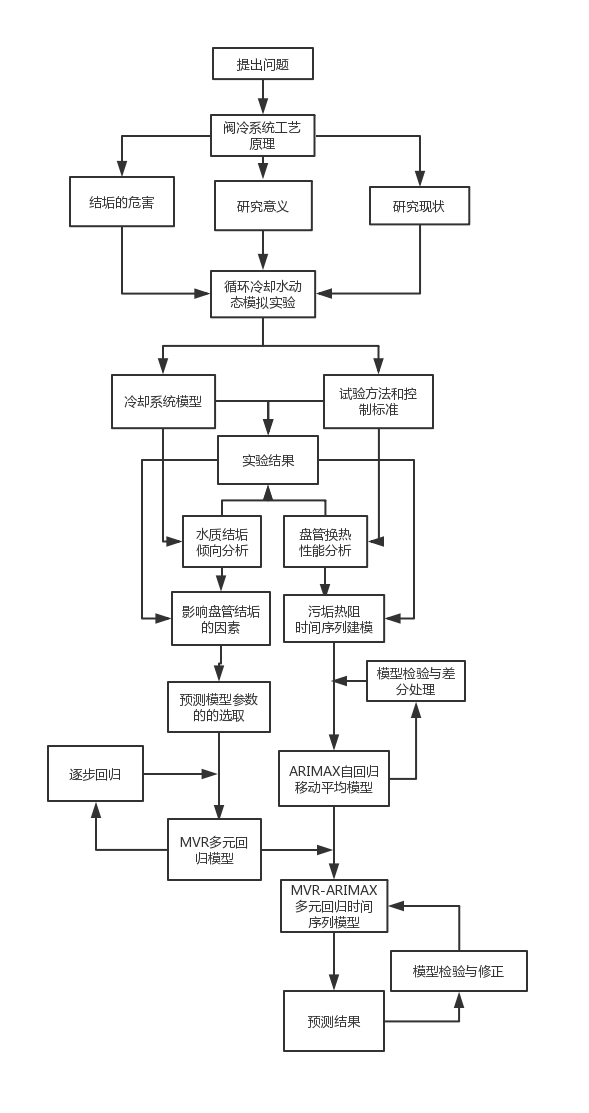 提出问题
阀冷系统工艺
原理
结垢的危害
研究意义
研究现状
循环冷却水动
态模拟实验
冷却系统模型
试验方法和控
制标准
实验结果
水质结垢
倾向分析
盘管换热
性能分析
影响盘管结垢
的因素
污垢热阻
时间序列建模
模型检验与差
分处理
预测模型参数
的的选取
逐步回归
ARIMAX自回归
移动平均模型
MVR多元回
归模型
MVR-ARIMAX
多元回归时间
序列模型
模型检验与修正
预测结果